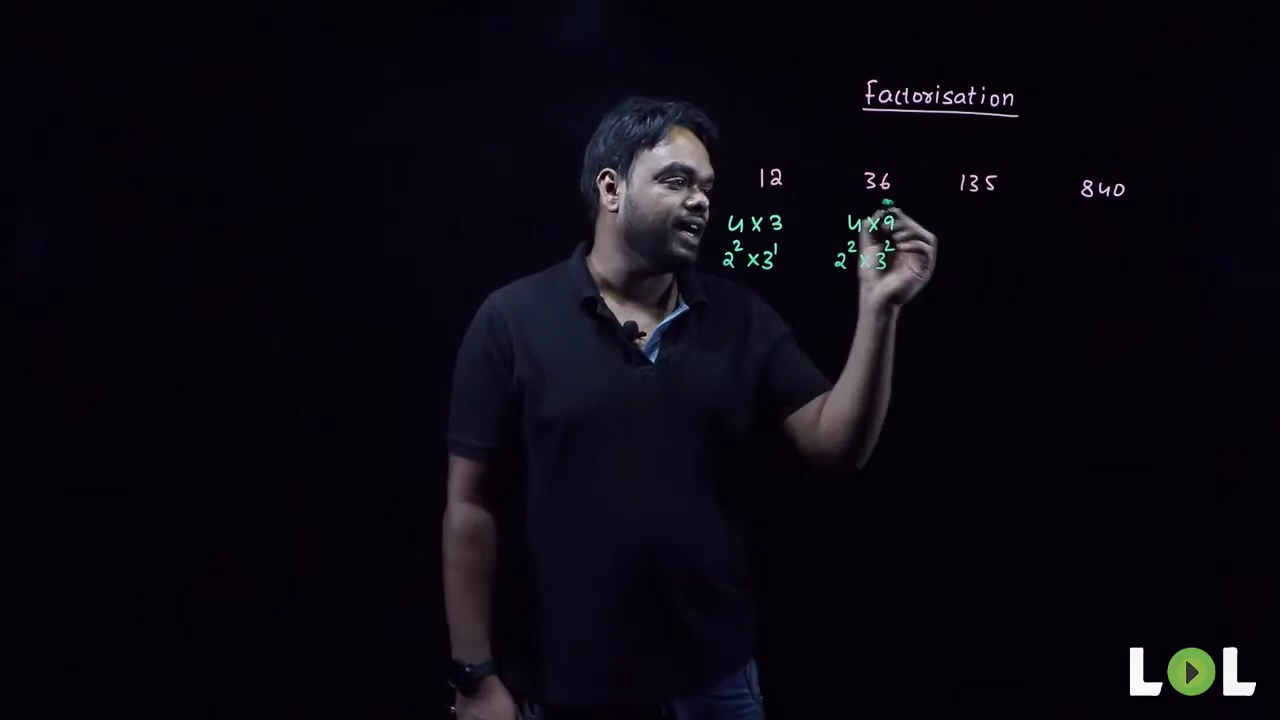 Factorisation
12 36 135 840
4 x 3 4 x 9
2² x 3¹ 2² x 3²
LOL